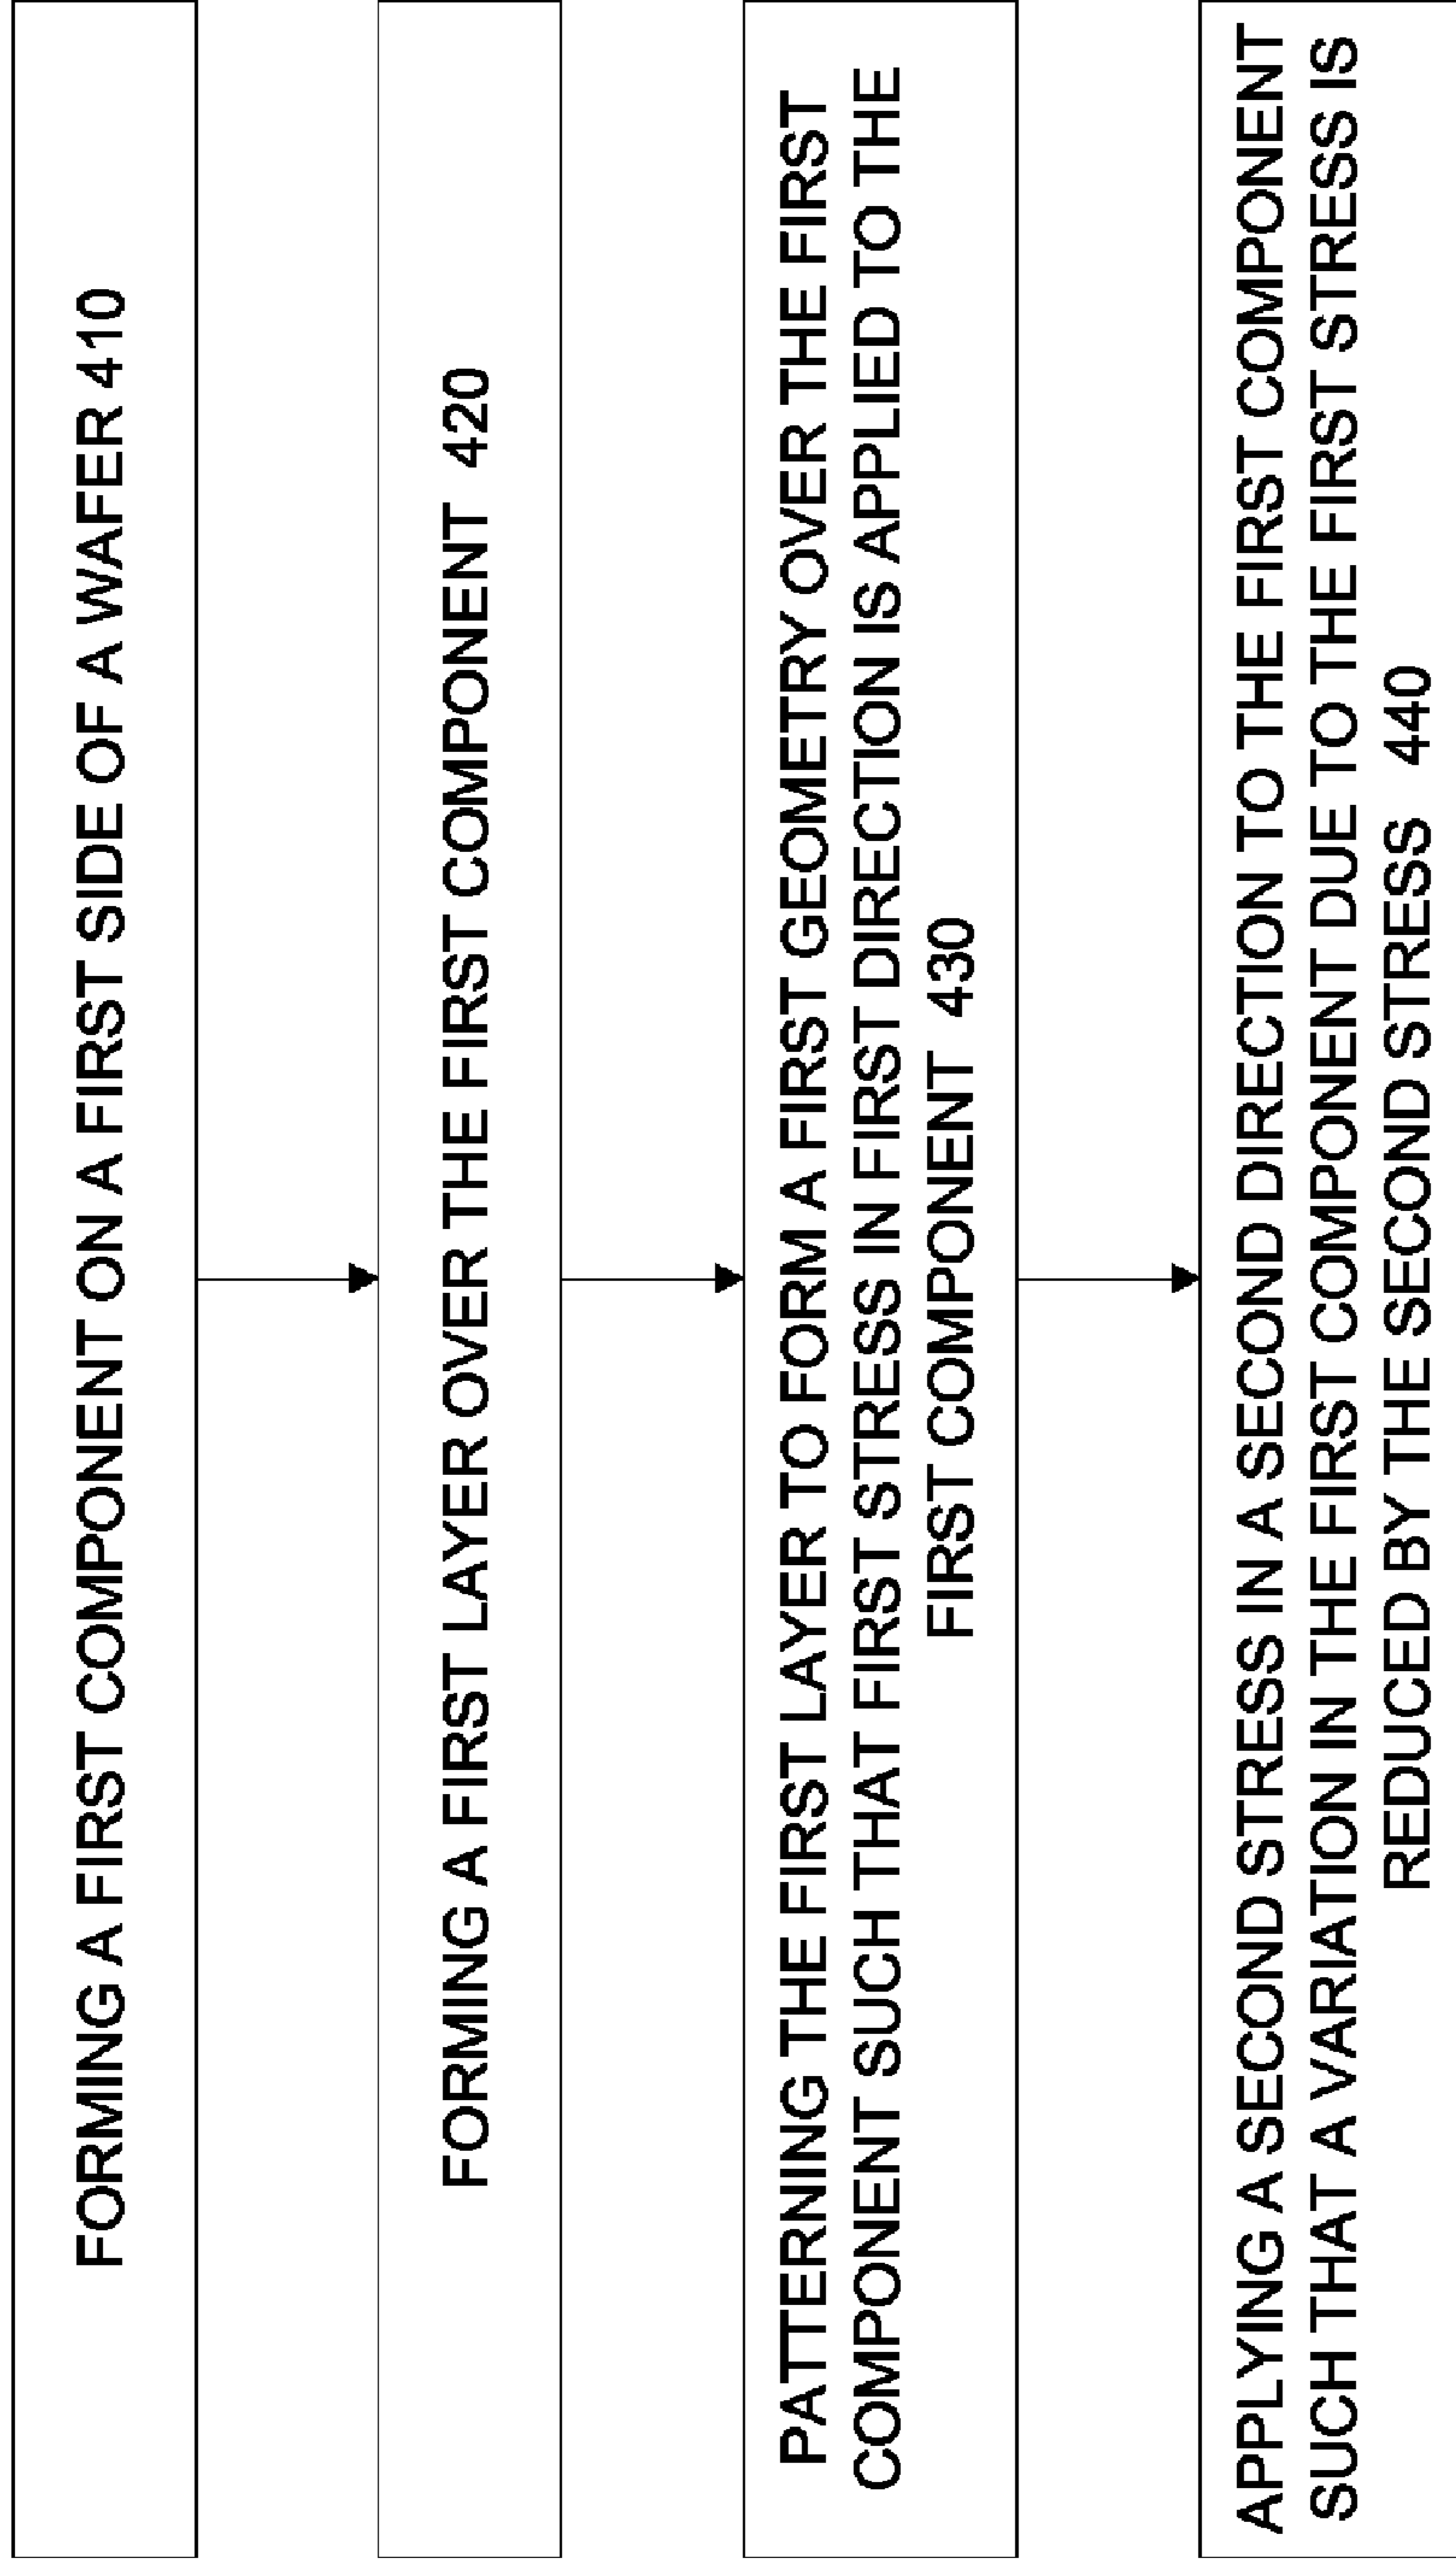 FORMING A FIRST COMPONENT ON A FIRST SIDE OF A WAFER 410
FORMING A FIRST LAYER OVER THE FIRST COMPONENT 420
PATTERNING THE FIRST LAYER TO FORM A FIRST GEOMETRY OVER THE FIRST
COMPONENT SUCH THAT FIRST STRESS IN FIRST DIRECTION IS APPLIED TO THE
FIRST COMPONENT 430
APPLYING A SECOND STRESS IN A SECOND DIRECTION TO THE FIRST COMPONENT
SUCH THAT A VARIATION IN THE FIRST COMPONENT DUE TO THE FIRST STRESS IS
REDUCED BY THE SECOND STRESS 440